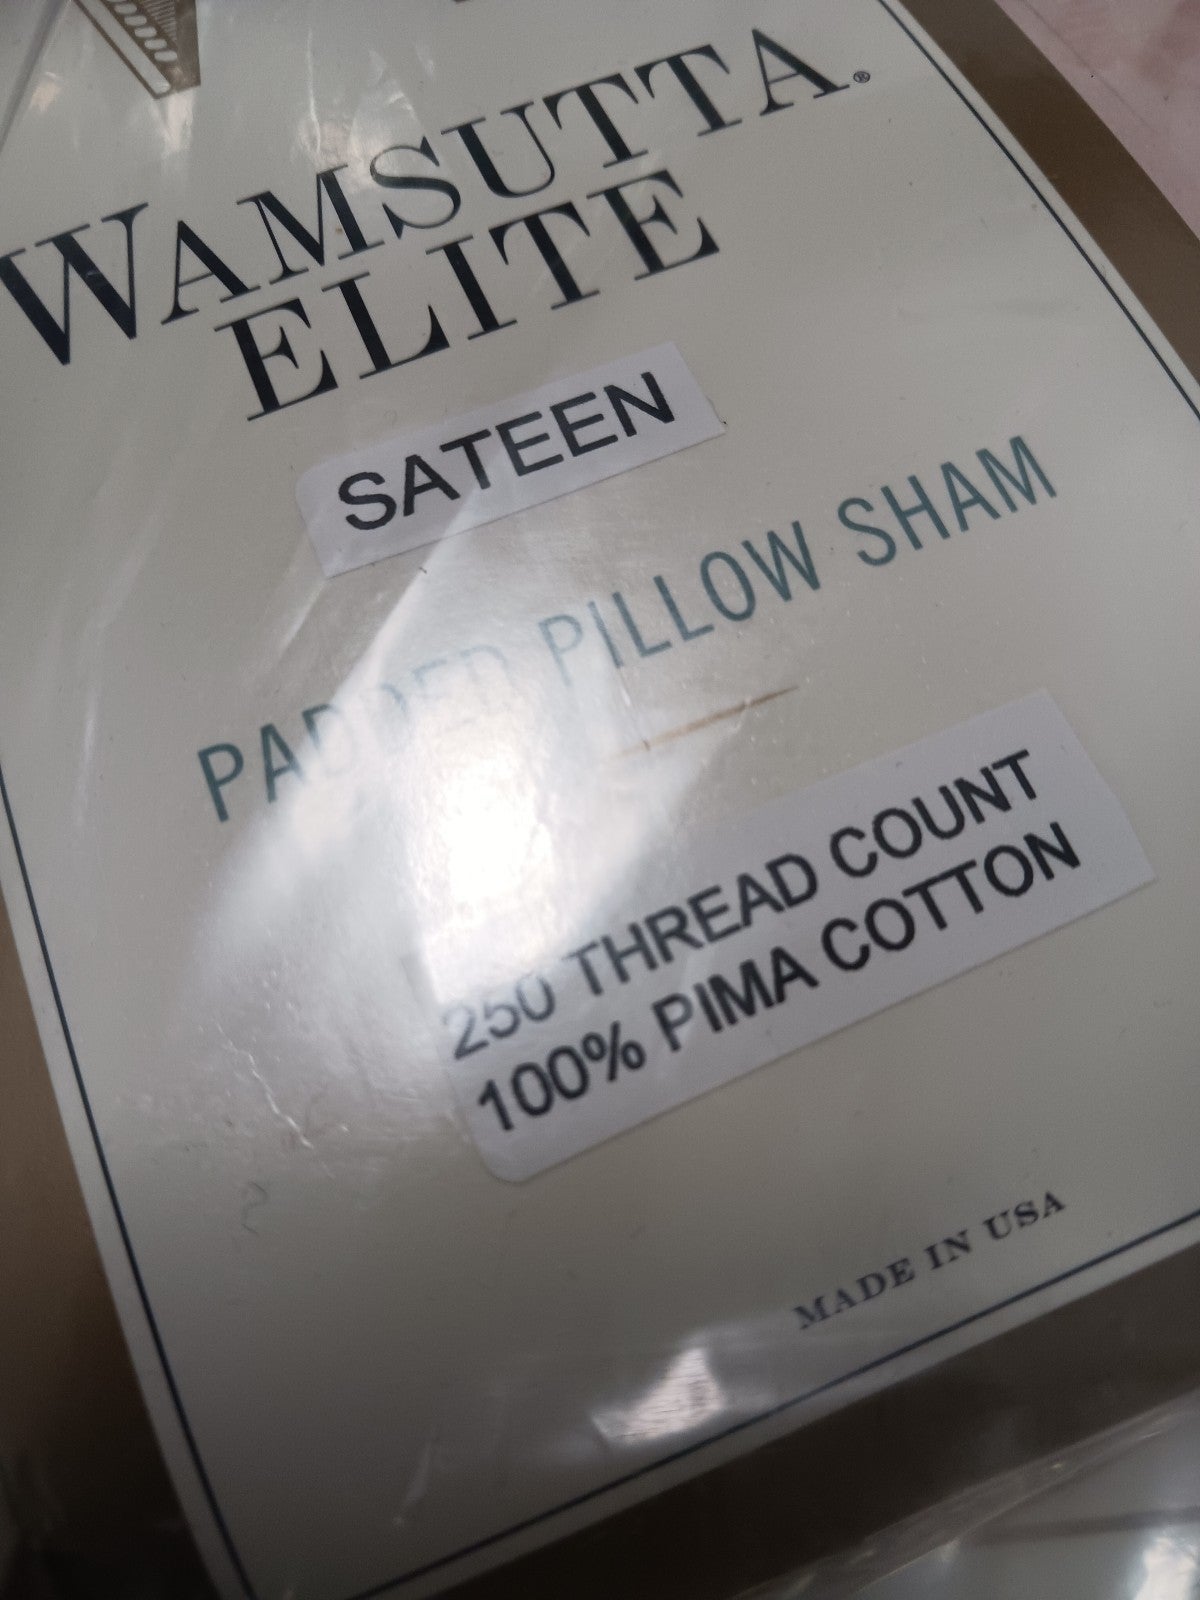 WAMSUTTA®
ELITE
SATEEN
PADDED PILLOW SHAM
250 THREAD COUNT
100% PIMA COTTON
MADE IN USA